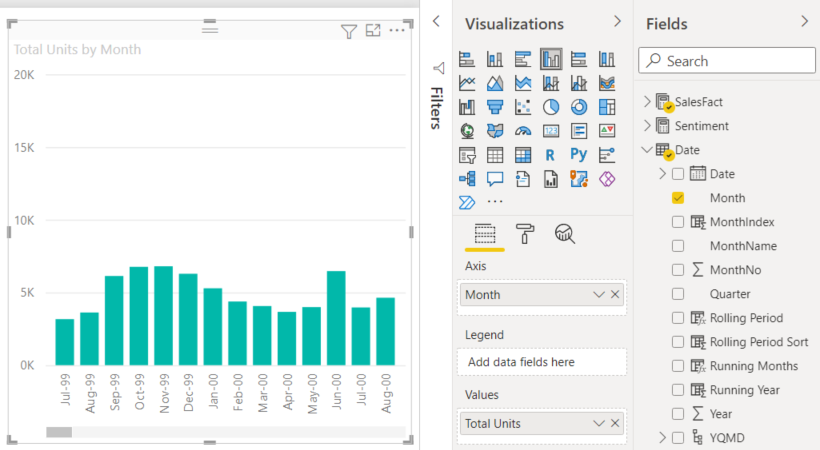 Total Units by Month
20K
15K
10K
5K
0K
Jul-99
Aug-99
Sep-99
Oct-99
Nov-99
Dec-99
Jan-00
Feb-00
Mar-00
Apr-00
May-00
Jun-00
Jul-00
Aug-00
Filters
Visualizations
123
R
Py
Axis
Month
Legend
Add data fields here
Values
Total Units
Fields
Search
SalesFact
Sentiment
Date
Date
Month
MonthIndex
MonthName
MonthNo
Quarter
Rolling Period
Rolling Period Sort
Running Months
Running Year
Year
YQMD